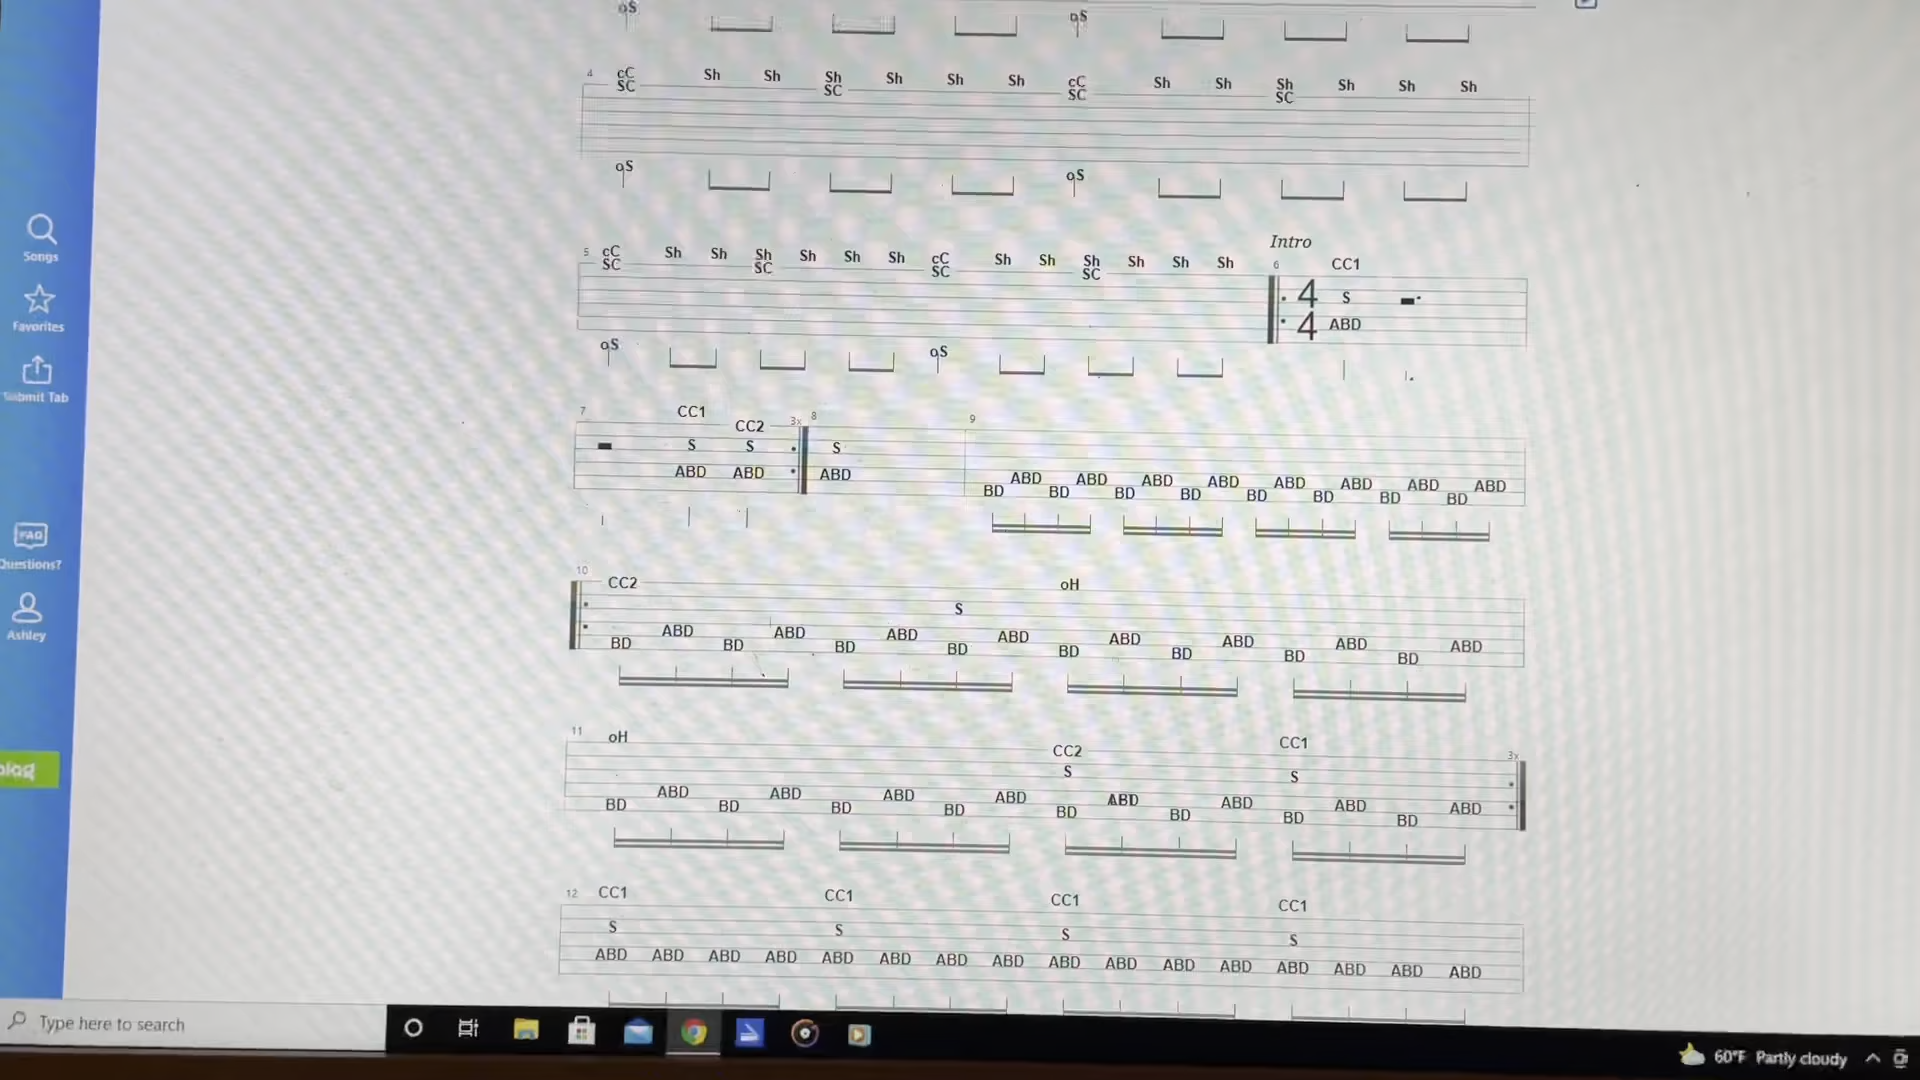 oS oS
4 cC Sh Sh Sh Sh Sh Sh cC Sh Sh Sh Sh Sh Sh
SC SC SC SC
oS oS
Intro
5 cC Sh Sh Sh Sh Sh Sh cC Sh Sh Sh Sh Sh Sh 6 CC1
SC SC SC SC
4 S
4 ABD
oS oS
7 CC1 CC2 3x 8 9
S S S
ABD ABD ABD
BD ABD BD ABD BD ABD BD ABD BD ABD BD ABD BD ABD BD ABD
10 CC2 oH
S
BD ABD BD ABD BD ABD BD ABD BD ABD BD ABD BD ABD BD ABD
11 oH CC2 CC1 3x
S S
BD ABD BD ABD BD ABD BD ABD BD ABD BD ABD BD ABD BD ABD
12 CC1 CC1 CC1 CC1
S S S S
ABD ABD ABD ABD ABD ABD ABD ABD ABD ABD ABD ABD ABD ABD ABD ABD
Songs
Favorites
Submit Tab
FAQ
Questions?
Ashley
Type here to search
60°F Partly cloudy